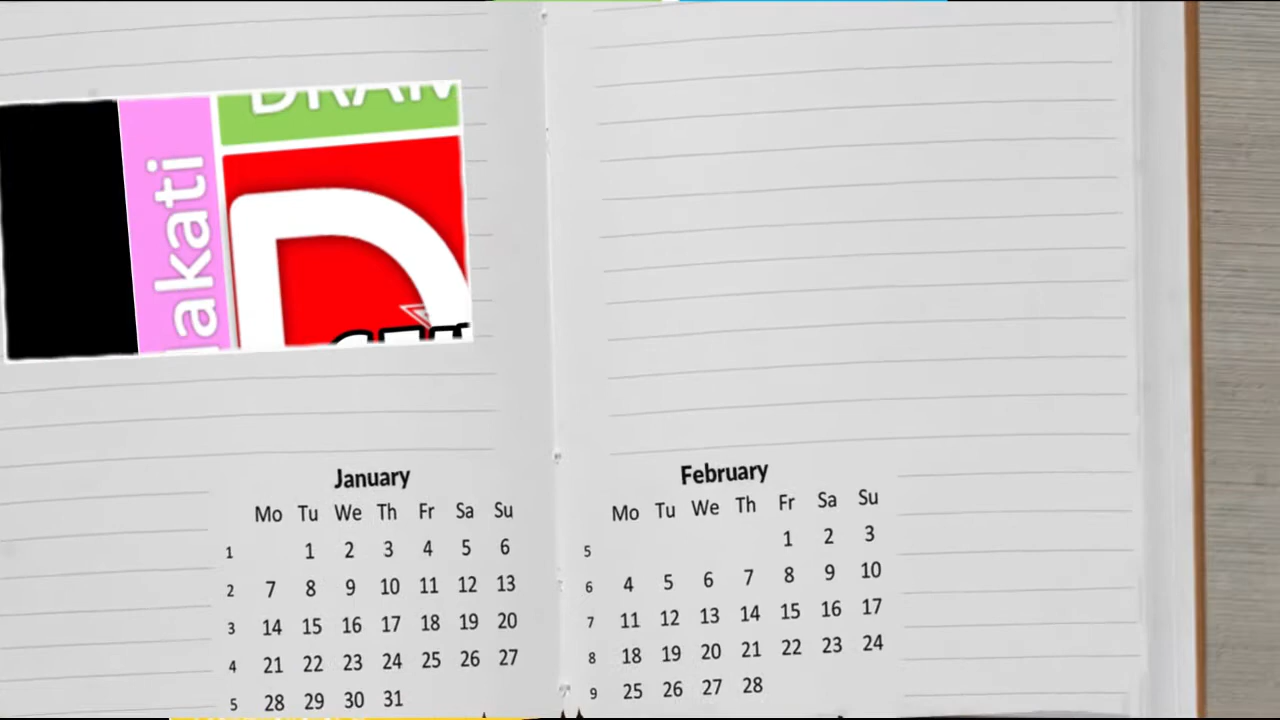 DRAM
akati
D
January
Mo Tu We Th Fr Sa Su
1 1 2 3 4 5 6
2 7 8 9 10 11 12 13
3 14 15 16 17 18 19 20
4 21 22 23 24 25 26 27
5 28 29 30 31
February
Mo Tu We Th Fr Sa Su
5 1 2 3
6 4 5 6 7 8 9 10
7 11 12 13 14 15 16 17
8 18 19 20 21 22 23 24
9 25 26 27 28